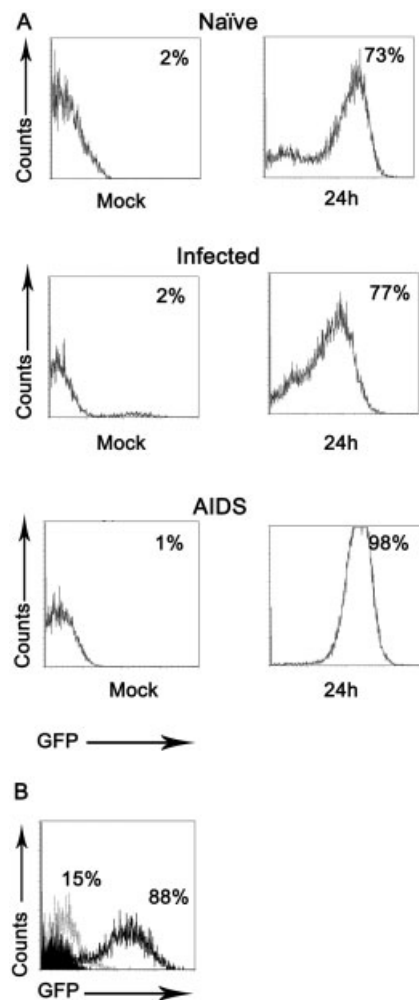 A
Naïve
2%
73%
Counts
Mock
24h
Infected
2%
77%
Counts
Mock
24h
AIDS
1%
98%
Counts
Mock
24h
GFP
B
15%
88%
Counts
GFP